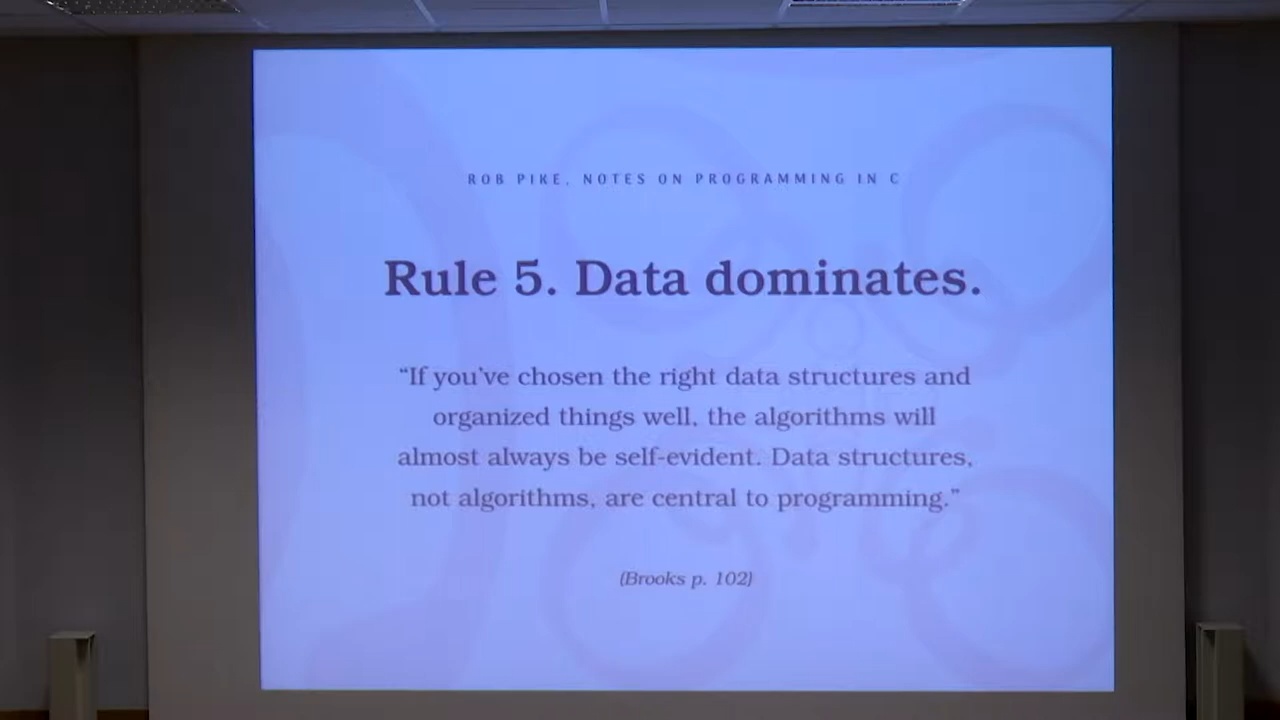 ROB PIKE, NOTES ON PROGRAMMING IN C
Rule 5. Data dominates.
“If you’ve chosen the right data structures and
organized things well, the algorithms will
almost always be self-evident. Data structures,
not algorithms, are central to programming.”
(Brooks p. 102)